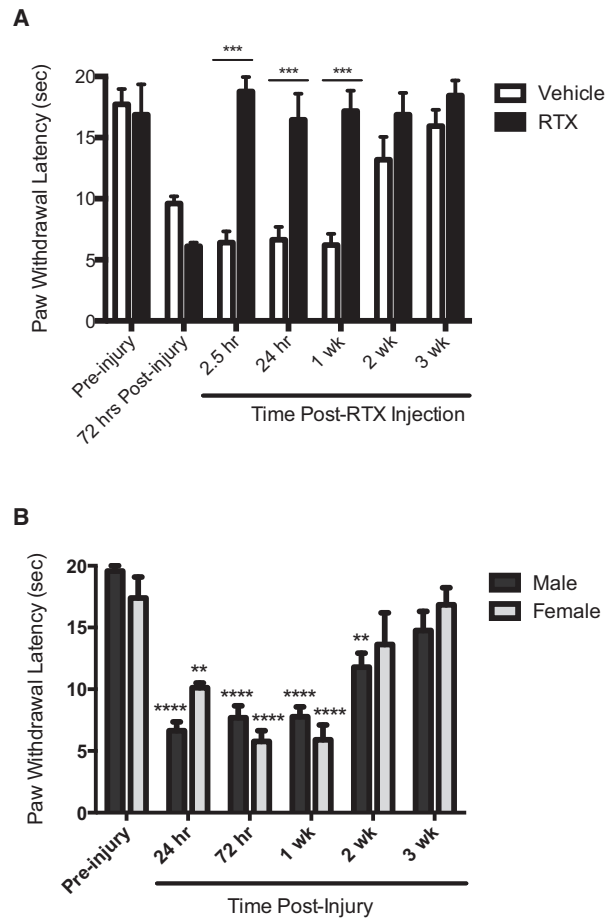 A
Paw Withdrawal Latency (sec)
20
15
10
5
0
***
***
***
Vehicle
RTX
Pre-injury
72 hrs Post-injury
2.5 hr
24 hr
1 wk
2 wk
3 wk
Time Post-RTX Injection
B
Paw Withdrawal Latency (sec)
20
15
10
5
0
****
**
****
****
****
****
**
Male
Female
Pre-injury
24 hr
72 hr
1 wk
2 wk
3 wk
Time Post-Injury